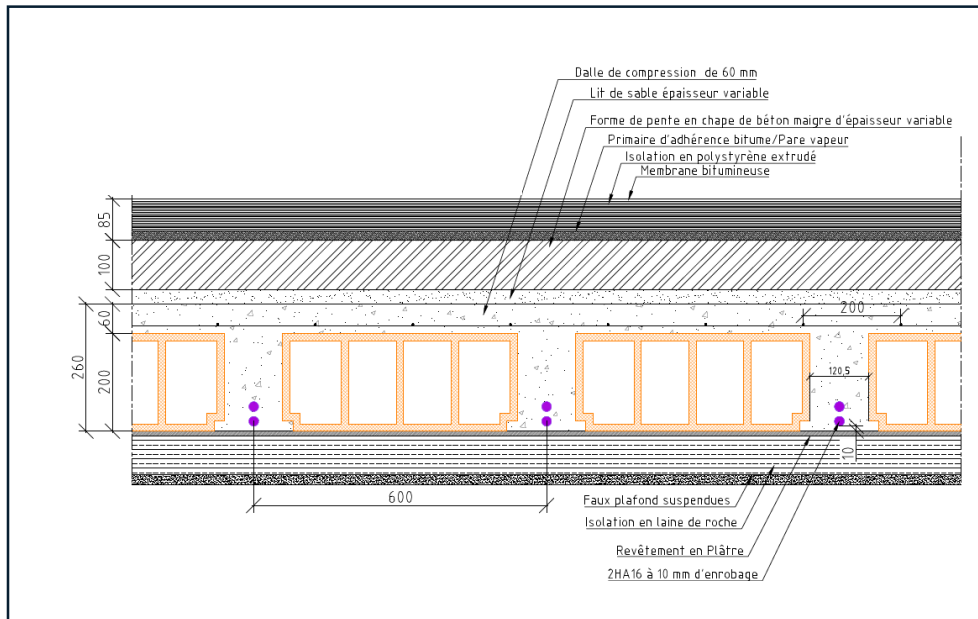 Dalle de compression de 60 mm
Lit de sable épaisseur variable
Forme de pente en chape de béton maigre d'épaisseur variable
Primaire d'adhérence bitume/Pare vapeur
Isolation en polystyrène extrudé
Membrane bitumineuse
85
100
60
200
260
200
120,5
10
600
Faux plafond suspendues
Isolation en laine de roche
Revêtement en Plâtre
2HA16 à 10 mm d'enrobage